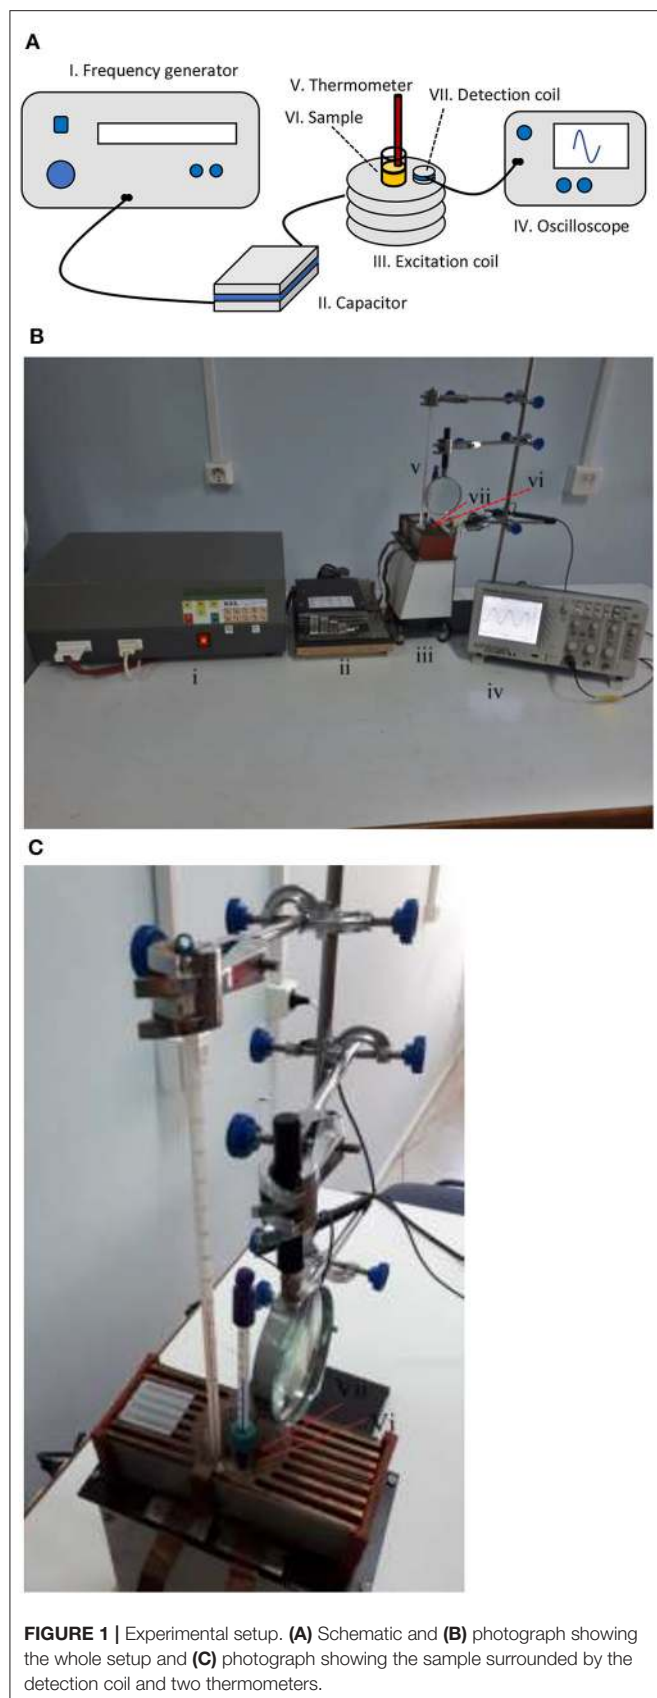 A
I. Frequency generator
V. Thermometer
VII. Detection coil
VI. Sample
IV. Oscilloscope
III. Excitation coil
II. Capacitor
B
v
vii
vi
i
ii
iii
iv
C
Vii
Vi
FIGURE 1 | Experimental setup. (A) Schematic and (B) photograph showing
the whole setup and (C) photograph showing the sample surrounded by the
detection coil and two thermometers.